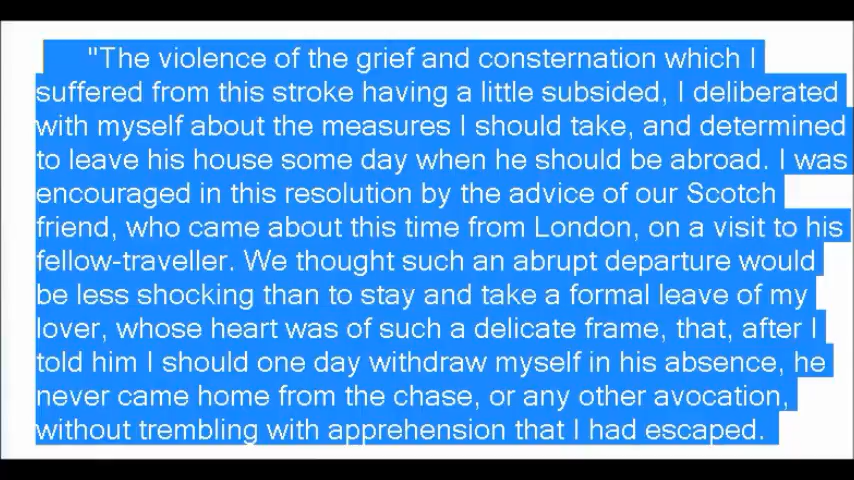 "The violence of the grief and consternation which I
suffered from this stroke having a little subsided, I deliberated
with myself about the measures I should take, and determined
to leave his house some day when he should be abroad. I was
encouraged in this resolution by the advice of our Scotch
friend, who came about this time from London, on a visit to his
fellow-traveller. We thought such an abrupt departure would
be less shocking than to stay and take a formal leave of my
lover, whose heart was of such a delicate frame, that, after I
told him I should one day withdraw myself in his absence, he
never came home from the chase, or any other avocation,
without trembling with apprehension that I had escaped.